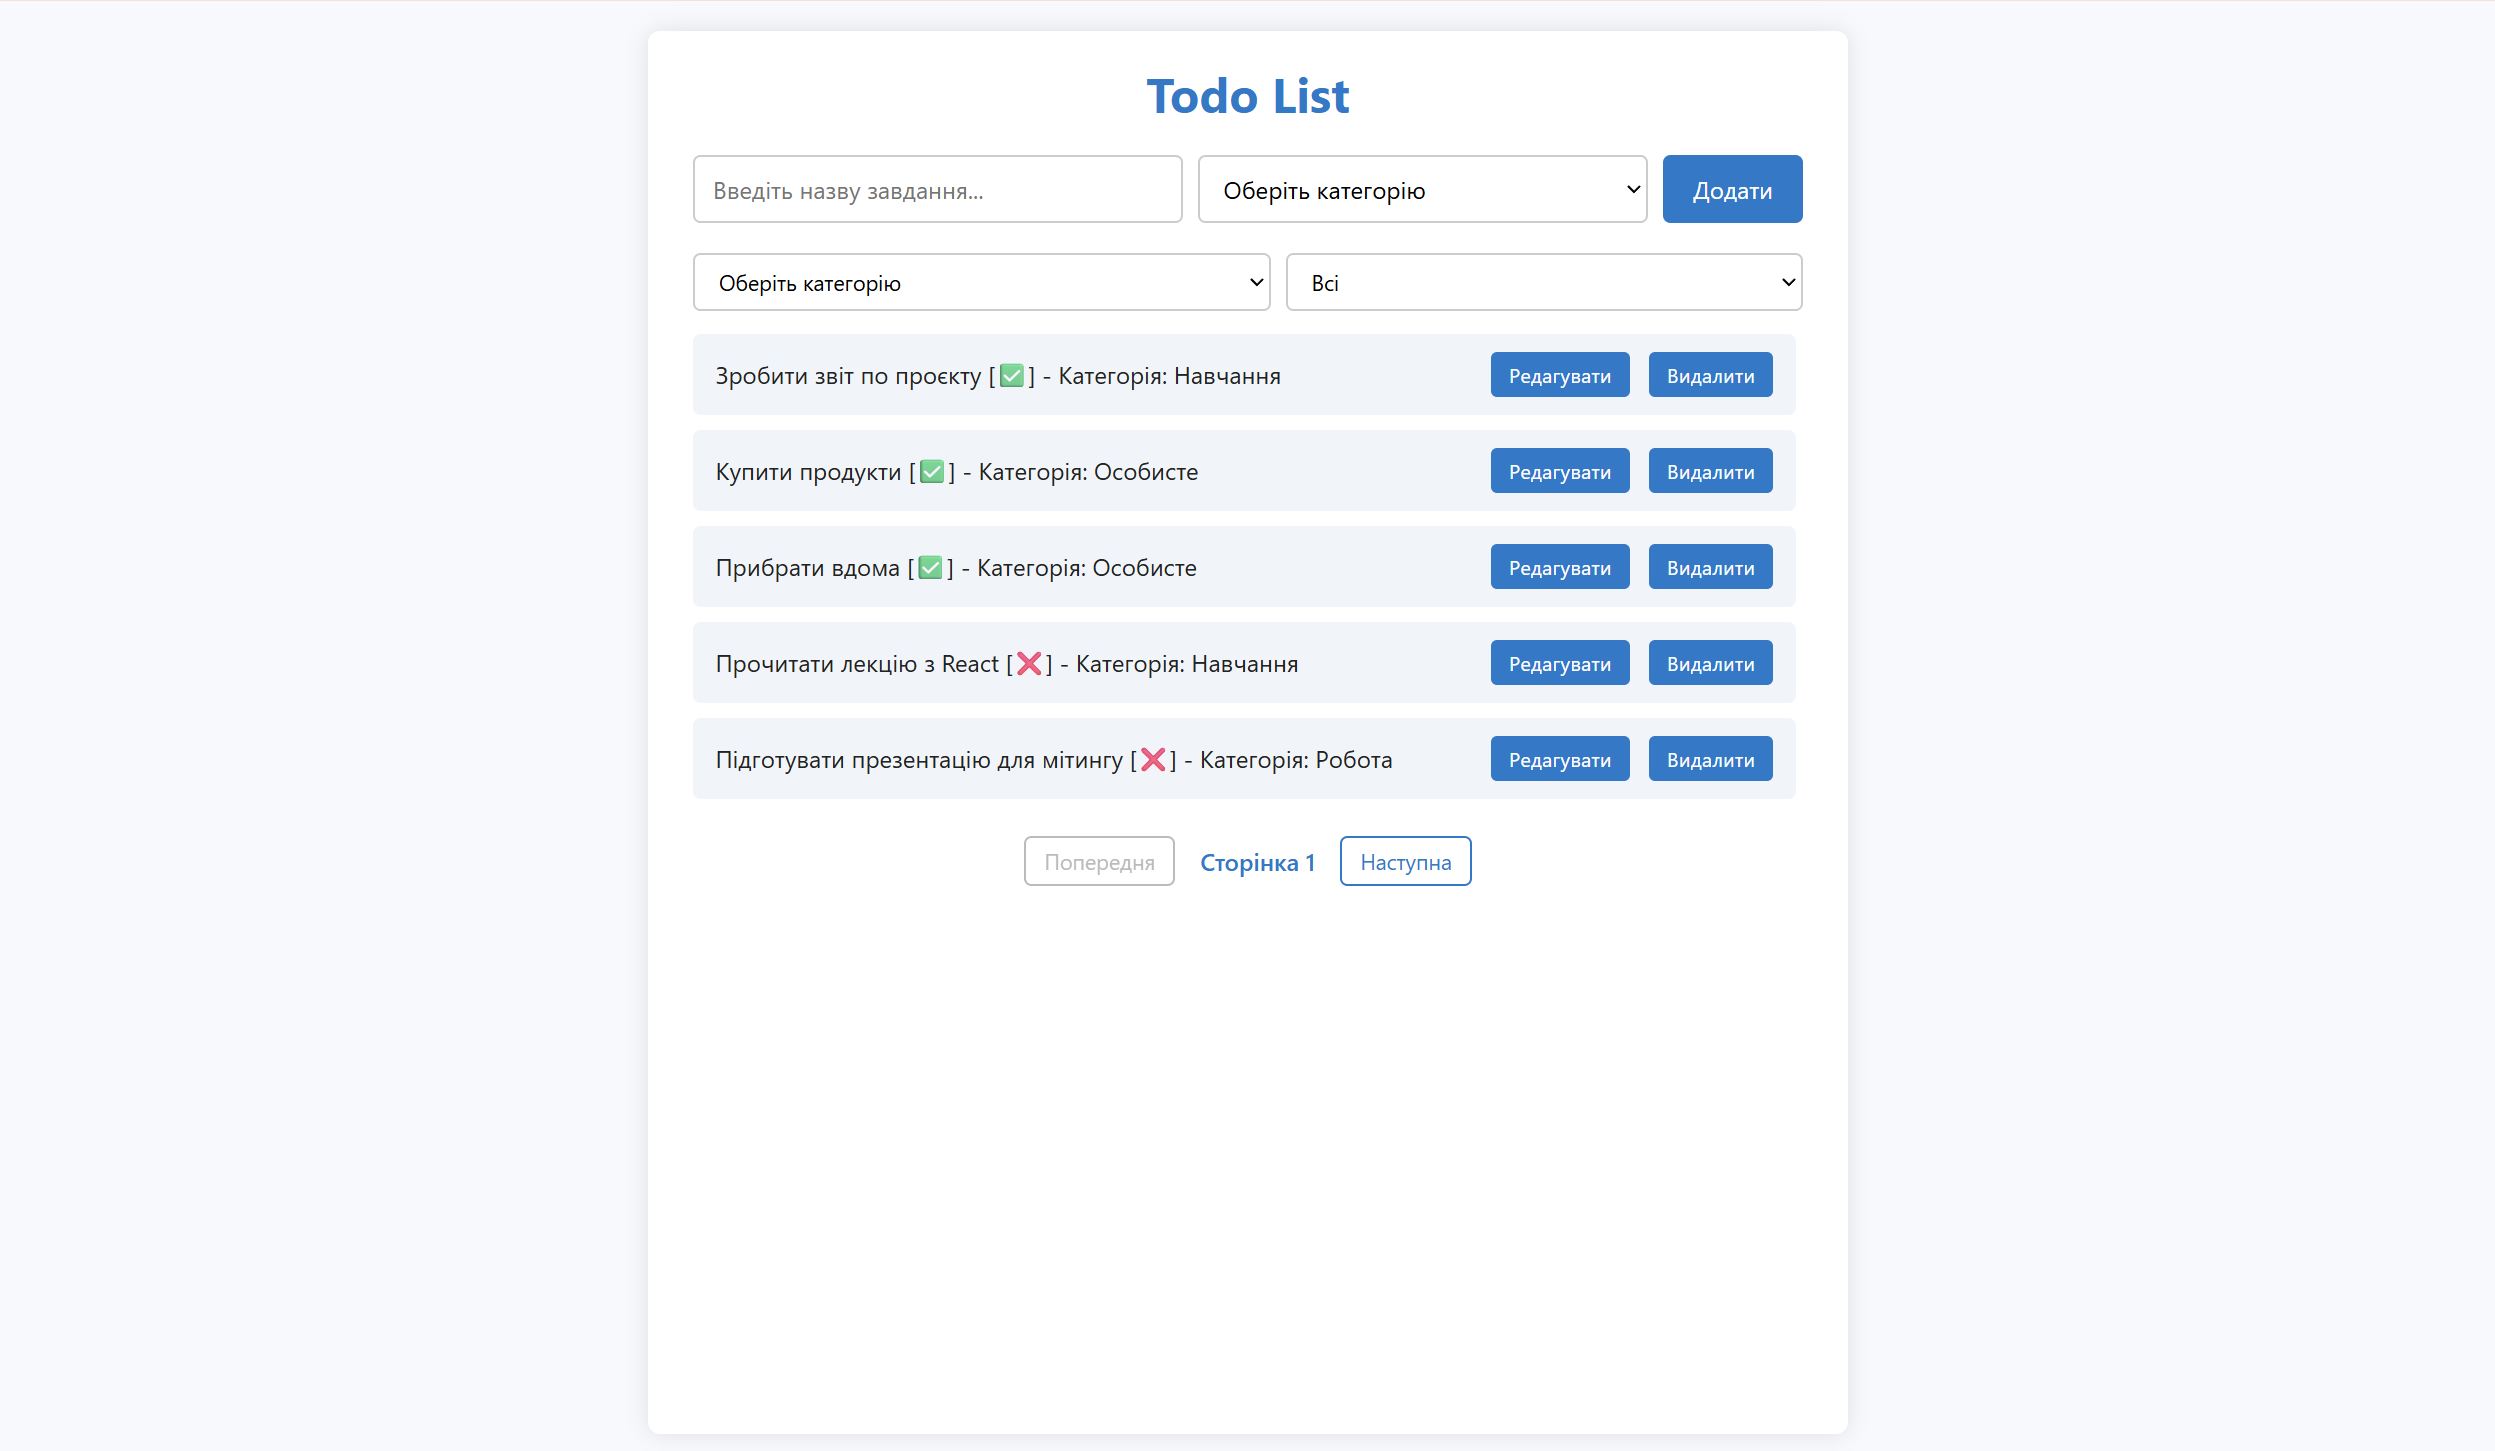 Todo List
Введіть назву завдання... Оберіть категорію Додати
Оберіть категорію Всі
Зробити звіт по проєкту [✅] - Категорія: Навчання Редагувати Видалити
Купити продукти [✅] - Категорія: Особисте Редагувати Видалити
Прибрати вдома [✅] - Категорія: Особисте Редагувати Видалити
Прочитати лекцію з React [❌] - Категорія: Навчання Редагувати Видалити
Підготувати презентацію для мітингу [❌] - Категорія: Робота Редагувати Видалити
Попередня Сторінка 1 Наступна